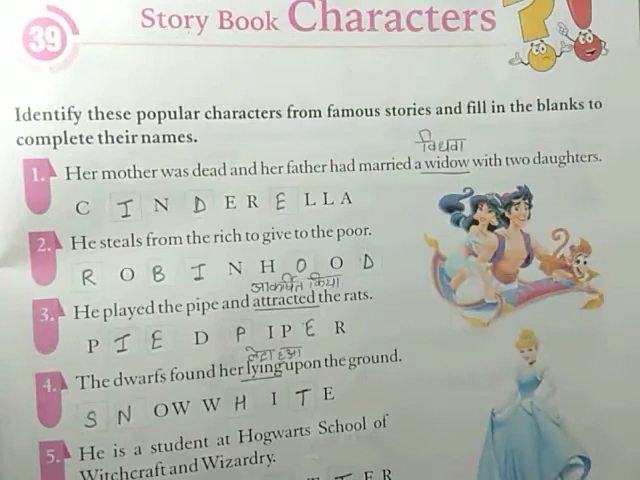 39
Story Book Characters
Identify these popular characters from famous stories and fill in the blanks to
complete their names.
विधवा
1. Her mother was dead and her father had married a widow with two daughters.
C I N D E R E L L A
2. He steals from the rich to give to the poor.
R O B I N H O O D
आकर्षित किया
3. He played the pipe and attracted the rats.
P I E D P I P E R
लेटा हुआ
4. The dwarfs found her lying upon the ground.
S N O W W H I T E
5. He is a student at Hogwarts School of
Witchcraft and Wizardry.
T E R